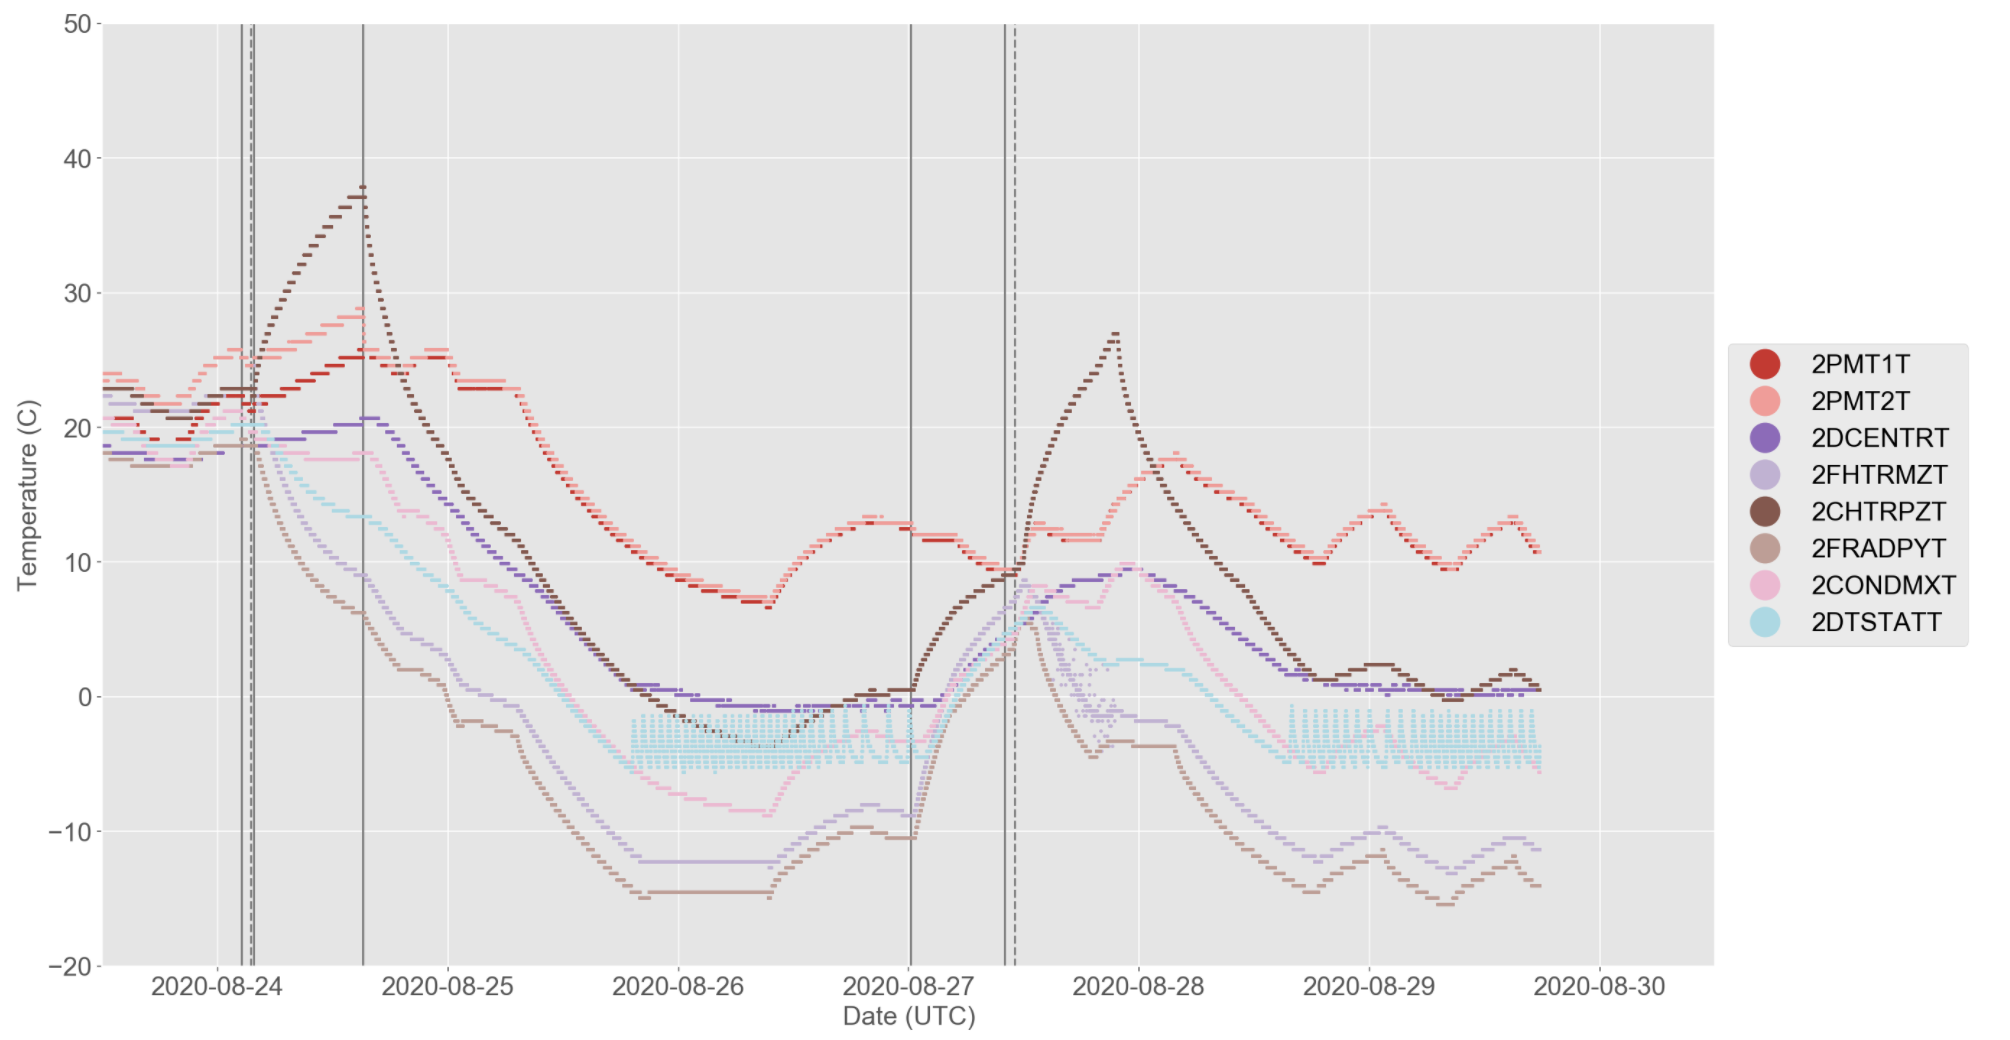 50
40
30
20
10
0
−10
−20
Temperature (C)
2020-08-24
2020-08-25
2020-08-26
2020-08-27
2020-08-28
2020-08-29
2020-08-30
Date (UTC)
2PMT1T
2PMT2T
2DCENTRT
2FHTRMZT
2CHTRPZT
2FRADPYT
2CONDMXT
2DTSTATT